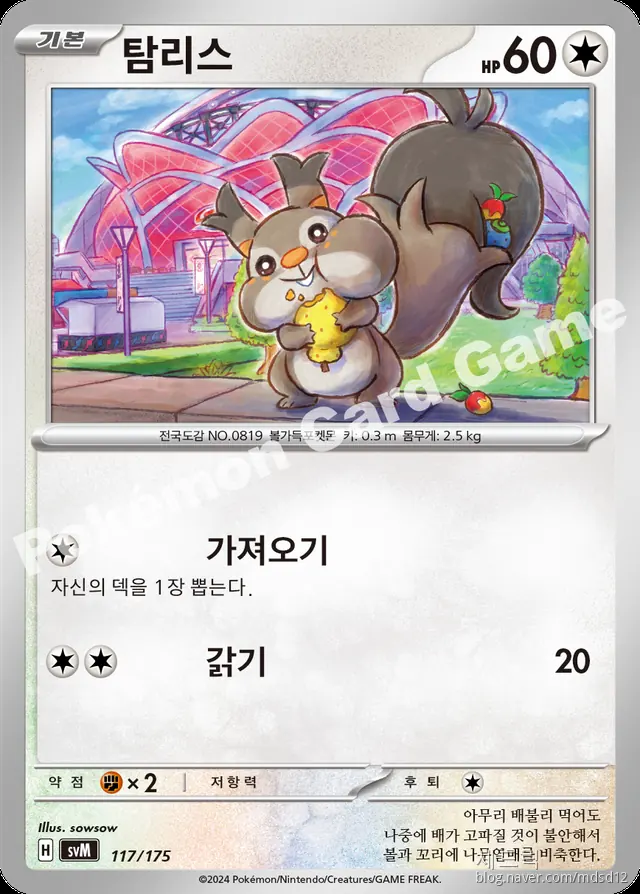 기본 탐리스 HP 60
전국도감 NO.0819 볼가득포켓몬 키: 0.3 m 몸무게: 2.5 kg
Pokémon Card Game
가져오기
자신의 덱을 1장 뽑는다.
갉기 20
약점 ×2 저항력 후퇴
Illus. sowsow
아무리 배불리 먹어도
나중에 배가 고파질 것이 불안해서
볼과 꼬리에 나무열매를 비축한다.
H svM 117/175
©2024 Pokémon/Nintendo/Creatures/GAME FREAK.
blog.naver.com/mdsd12